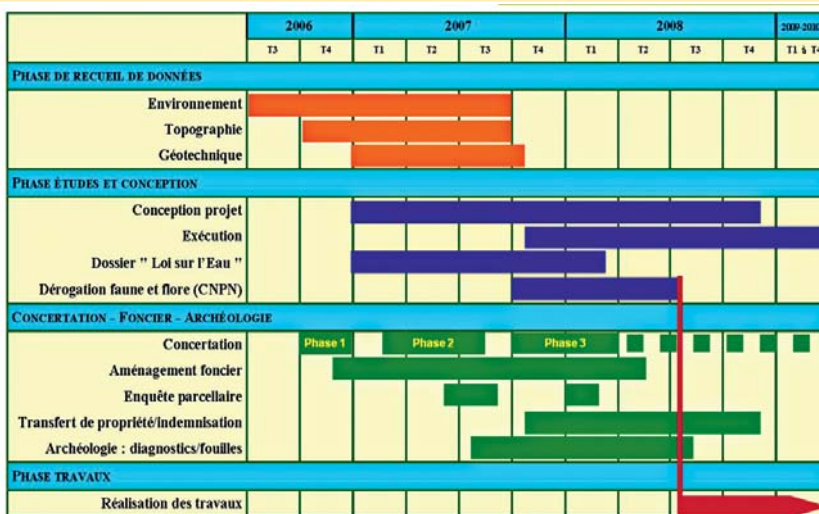 2006 2007 2008 2009-2010
T3 T4 T1 T2 T3 T4 T1 T2 T3 T4 T1 à T4
PHASE DE RECUEIL DE DONNÉES
Environnement
Topographie
Géotechnique
PHASE ÉTUDES ET CONCEPTION
Conception projet
Exécution
Dossier " Loi sur l'Eau "
Dérogation faune et flore (CNPN)
CONCERTATION - FONCIER - ARCHÉOLOGIE
Concertation Phase 1 Phase 2 Phase 3
Aménagement foncier
Enquête parcellaire
Transfert de propriété/indemnisation
Archéologie : diagnostics/fouilles
PHASE TRAVAUX
Réalisation des travaux